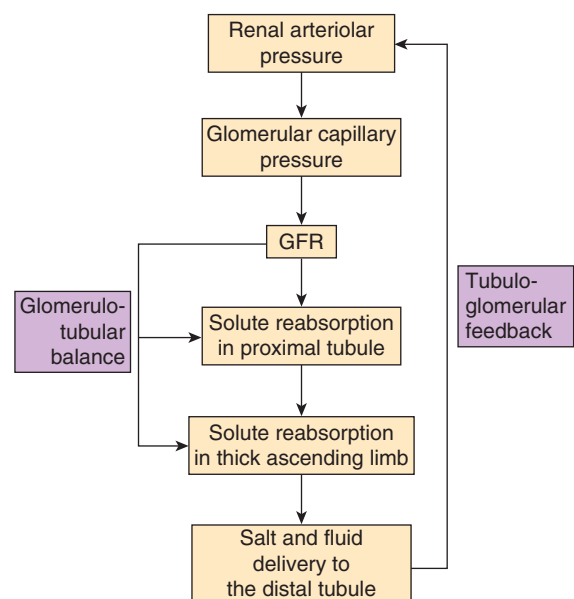 Renal arteriolar
pressure
Glomerular capillary
pressure
GFR
Glomerulo-
tubular
balance
Tubulo-
glomerular
feedback
Solute reabsorption
in proximal tubule
Solute reabsorption
in thick ascending limb
Salt and fluid
delivery to
the distal tubule